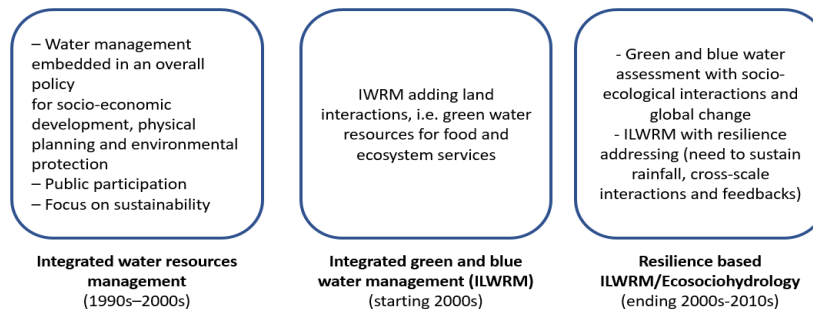 – Water management
embedded in an overall
policy
for socio-economic
development, physical
planning and environmental
protection
– Public participation
– Focus on sustainability
Integrated water resources
management
(1990s–2000s)
IWRM adding land
interactions, i.e. green water
resources for food and
ecosystem services
Integrated green and blue
water management (ILWRM)
(starting 2000s)
- Green and blue water
assessment with socio-
ecological interactions and
global change
- ILWRM with resilience
addressing (need to sustain
rainfall, cross-scale
interactions and feedbacks)
Resilience based
ILWRM/Ecosociohydrology
(ending 2000s-2010s)